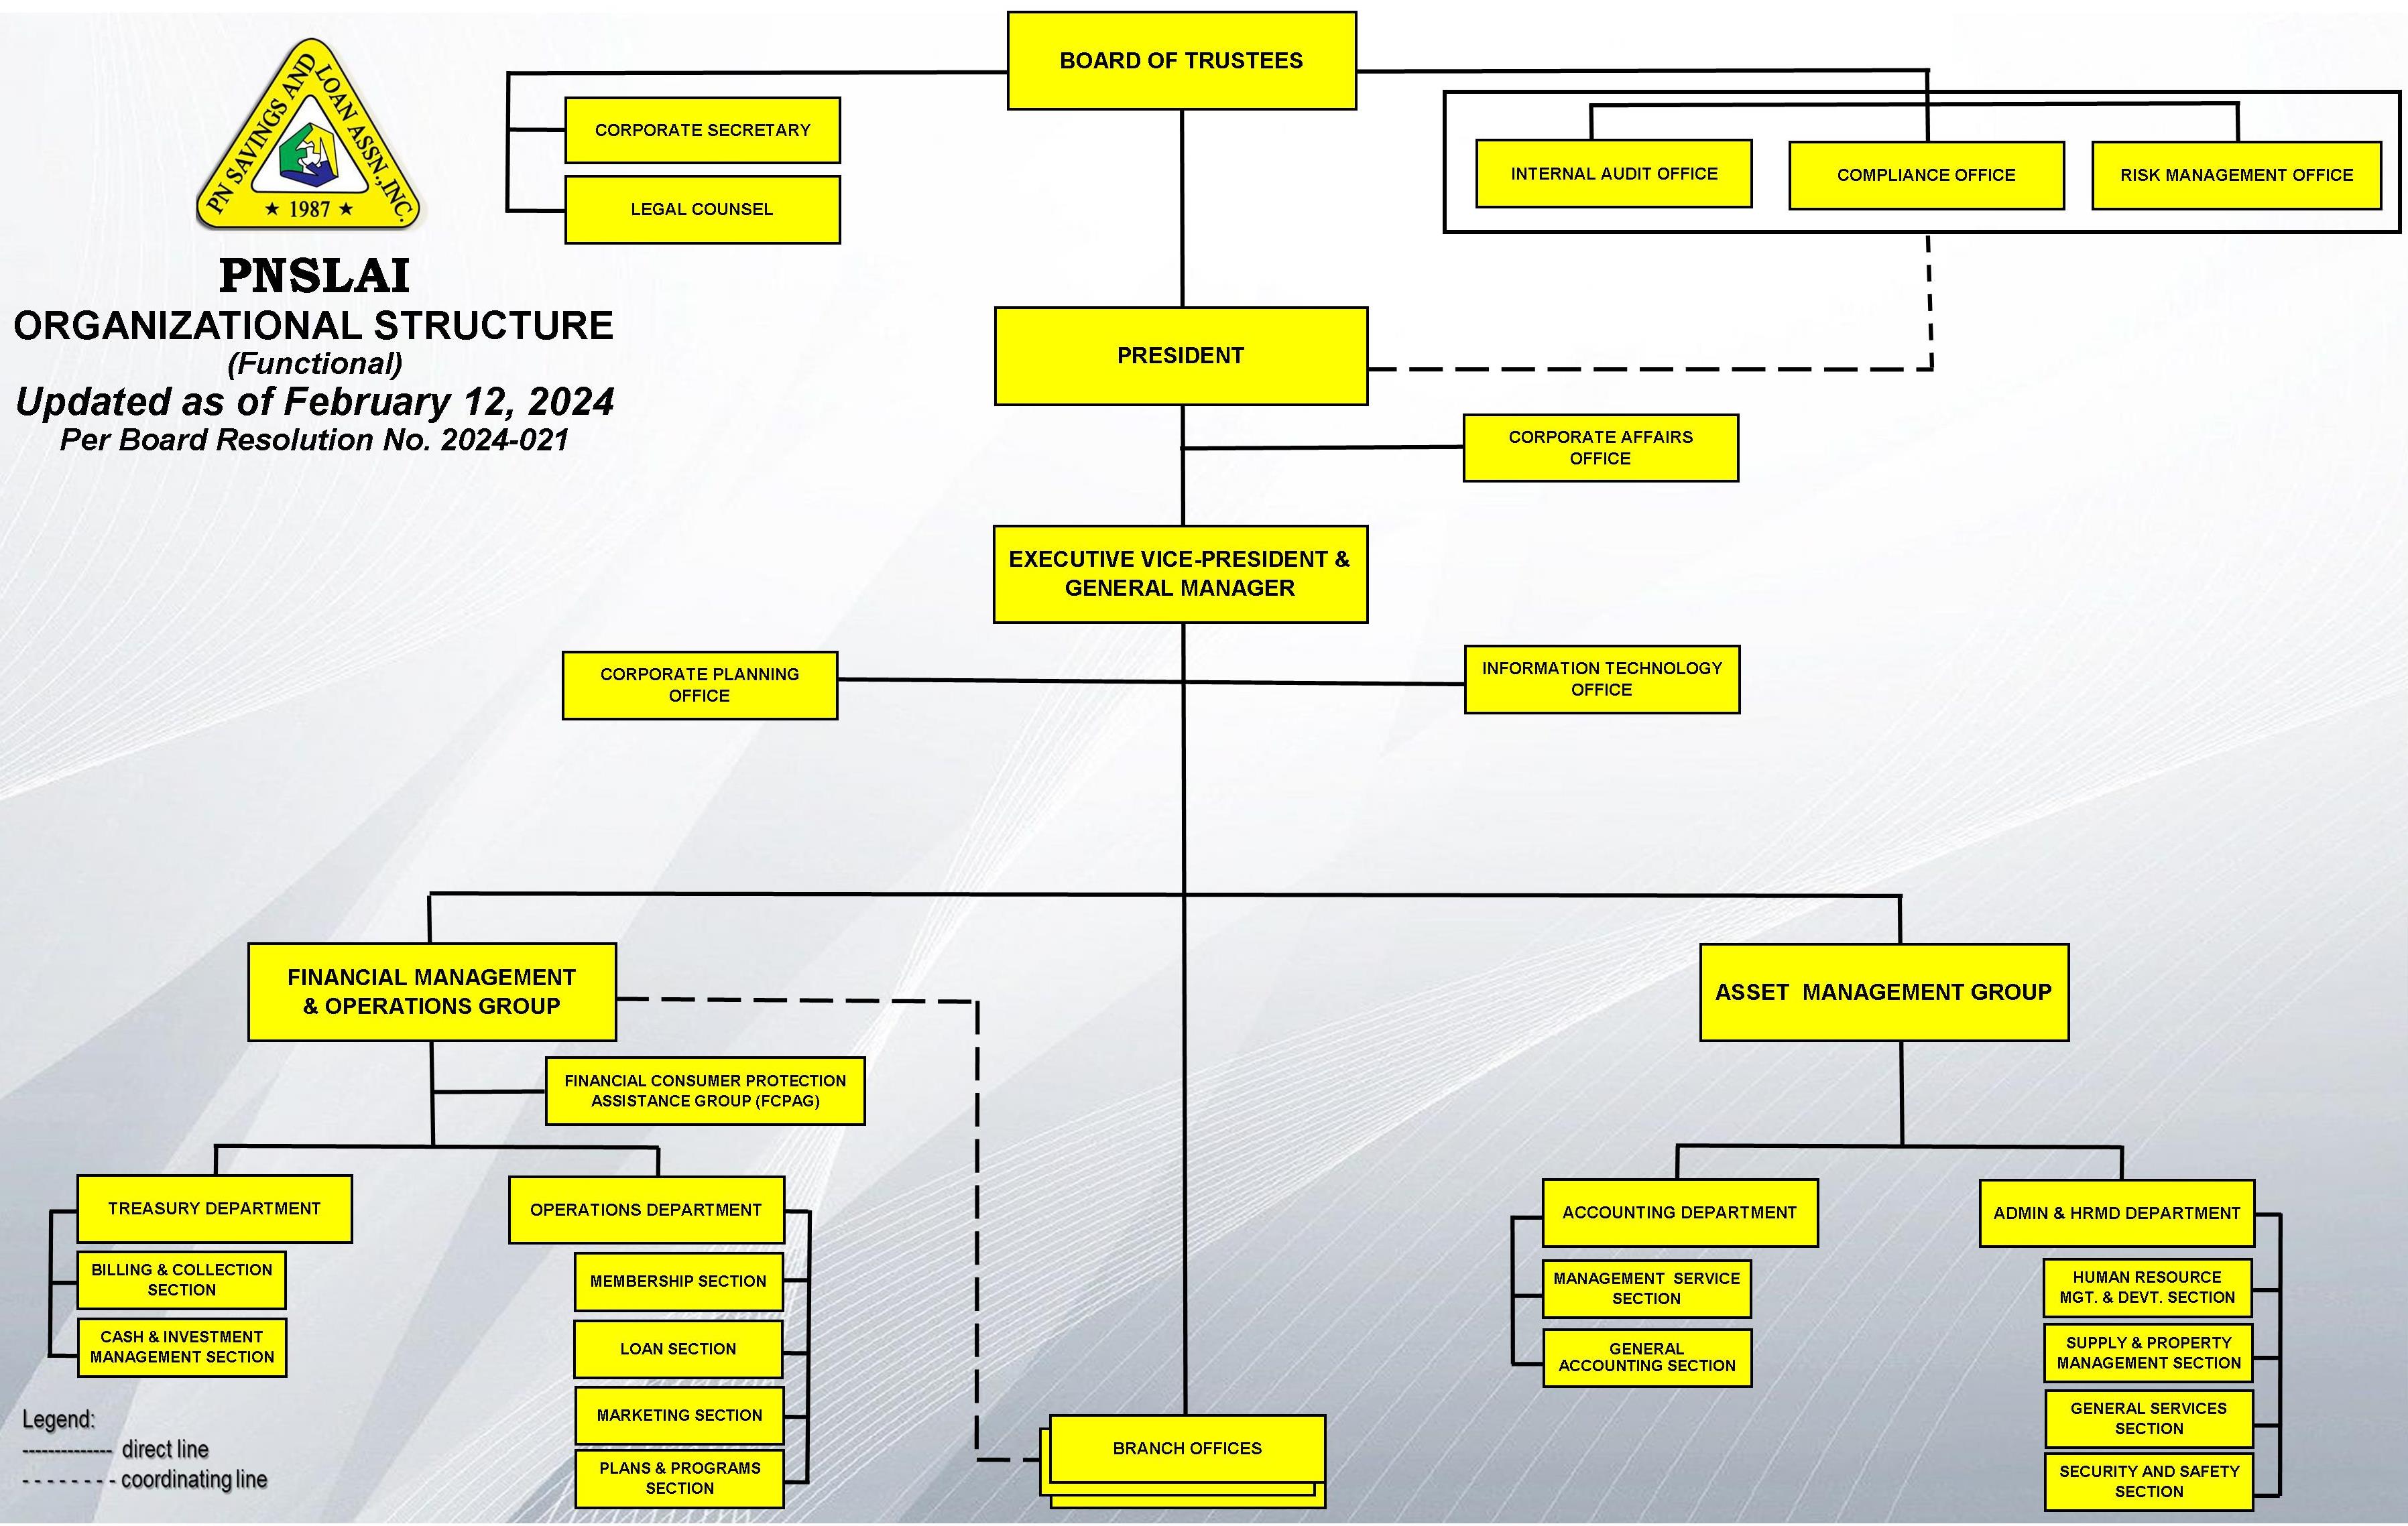 PN SAVINGS AND LOAN ASSN., INC.
★ 1987 ★
PNSLAI
ORGANIZATIONAL STRUCTURE
(Functional)
Updated as of February 12, 2024
Per Board Resolution No. 2024-021
BOARD OF TRUSTEES
CORPORATE SECRETARY
LEGAL COUNSEL
INTERNAL AUDIT OFFICE
COMPLIANCE OFFICE
RISK MANAGEMENT OFFICE
PRESIDENT
CORPORATE AFFAIRS
OFFICE
EXECUTIVE VICE-PRESIDENT &
GENERAL MANAGER
CORPORATE PLANNING
OFFICE
INFORMATION TECHNOLOGY
OFFICE
FINANCIAL MANAGEMENT
& OPERATIONS GROUP
ASSET  MANAGEMENT GROUP
FINANCIAL CONSUMER PROTECTION
ASSISTANCE GROUP (FCPAG)
TREASURY DEPARTMENT
BILLING & COLLECTION
SECTION
CASH & INVESTMENT
MANAGEMENT SECTION
OPERATIONS DEPARTMENT
MEMBERSHIP SECTION
LOAN SECTION
MARKETING SECTION
PLANS & PROGRAMS
SECTION
BRANCH OFFICES
ACCOUNTING DEPARTMENT
MANAGEMENT  SERVICE
SECTION
GENERAL
ACCOUNTING SECTION
ADMIN & HRMD DEPARTMENT
HUMAN RESOURCE
MGT. & DEVT. SECTION
SUPPLY & PROPERTY
MANAGEMENT SECTION
GENERAL SERVICES
SECTION
SECURITY AND SAFETY
SECTION
Legend:
-------------- direct line
- - - - - - - - coordinating line